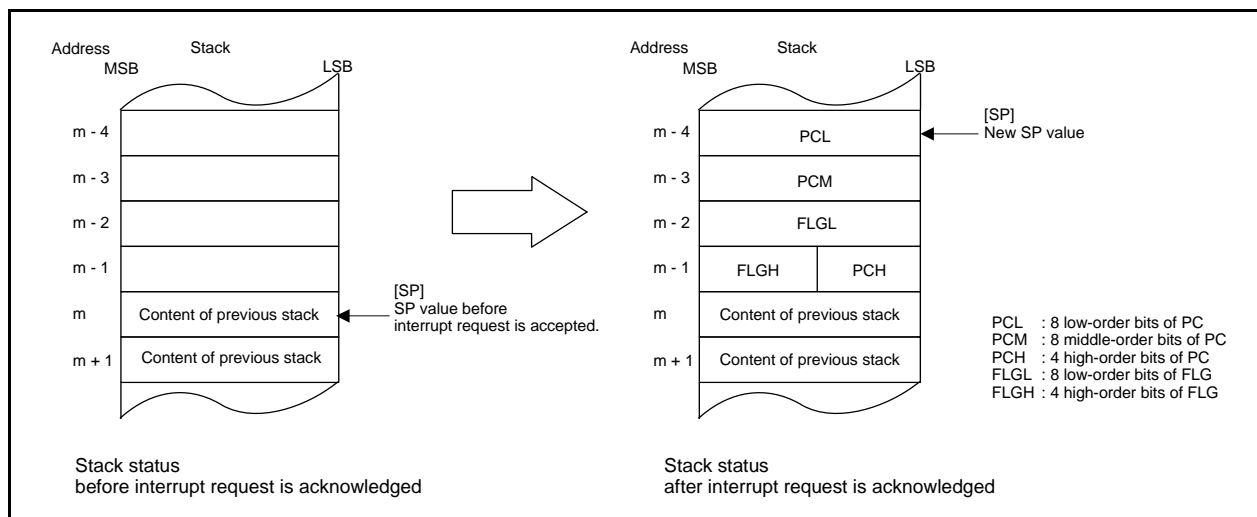 Address Stack
MSB LSB
m - 4
m - 3
m - 2
m - 1
m Content of previous stack
m + 1 Content of previous stack
[SP]
SP value before
interrupt request is accepted.
Stack status
before interrupt request is acknowledged
Address Stack
MSB LSB
m - 4 PCL
m - 3 PCM
m - 2 FLGL
m - 1 FLGH PCH
m Content of previous stack
m + 1 Content of previous stack
[SP]
New SP value
PCL : 8 low-order bits of PC
PCM : 8 middle-order bits of PC
PCH : 4 high-order bits of PC
FLGL : 8 low-order bits of FLG
FLGH : 4 high-order bits of FLG
Stack status
after interrupt request is acknowledged